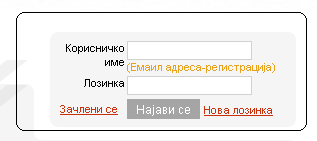 Корисничко
име
(Емаил адреса-регистрација)
Лозинка
Зачлени се Најави се Нова лозинка